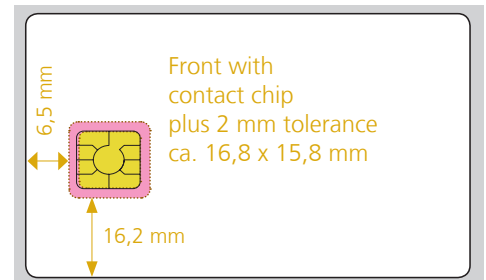 Front with
contact chip
plus 2 mm tolerance
ca. 16,8 x 15,8 mm
6,5 mm
16,2 mm